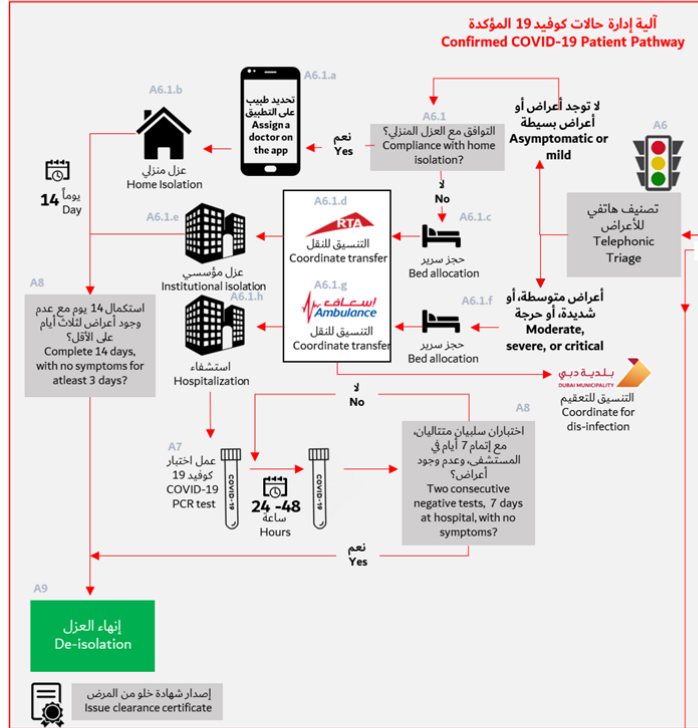 آلية إدارة حالات كوفيد 19 المؤكدة
Confirmed COVID-19 Patient Pathway
A6
تصنيف هاتفي
للأعراض
Telephonic
Triage
لا توجد أعراض أو
أعراض بسيطة
Asymptomatic or
mild
A6.1
التوافق مع العزل المنزلي؟
Compliance with home
isolation?
نعم
Yes
A6.1.a
تحديد طبيب
على التطبيق
Assign a
doctor on
the app
A6.1.b
عزل منزلي
Home Isolation
14 يوماً
Day
لا
No
A6.1.c
حجز سرير
Bed allocation
A6.1.d
RTA
التنسيق للنقل
Coordinate transfer
A6.1.e
عزل مؤسسي
Institutional isolation
أعراض متوسطة، أو
شديدة، أو حرجة
Moderate,
severe, or critical
A6.1.f
حجز سرير
Bed allocation
A6.1.g
إسعاف
Ambulance
التنسيق للنقل
Coordinate transfer
A6.1.h
استشفاء
Hospitalization
بلدية دبي
DUBAI MUNICIPALITY
التنسيق للتعقيم
Coordinate for
dis-infection
A8
استكمال 14 يوم مع عدم
وجود أعراض لثلاث أيام
على الأقل؟
Complete 14 days,
with no symptoms for
atleast 3 days?
A7
عمل اختبار
كوفيد 19
COVID-19
PCR test
COVID-19
24 -48
ساعة
Hours
COVID-19
لا
No
A8
اختباران سلبيان متتاليان،
مع إتمام 7 أيام في
المستشفى، وعدم وجود
أعراض؟
Two consecutive
negative tests, 7 days
at hospital, with no
symptoms?
نعم
Yes
A9
إنهاء العزل
De-isolation
إصدار شهادة خلو من المرض
Issue clearance certificate